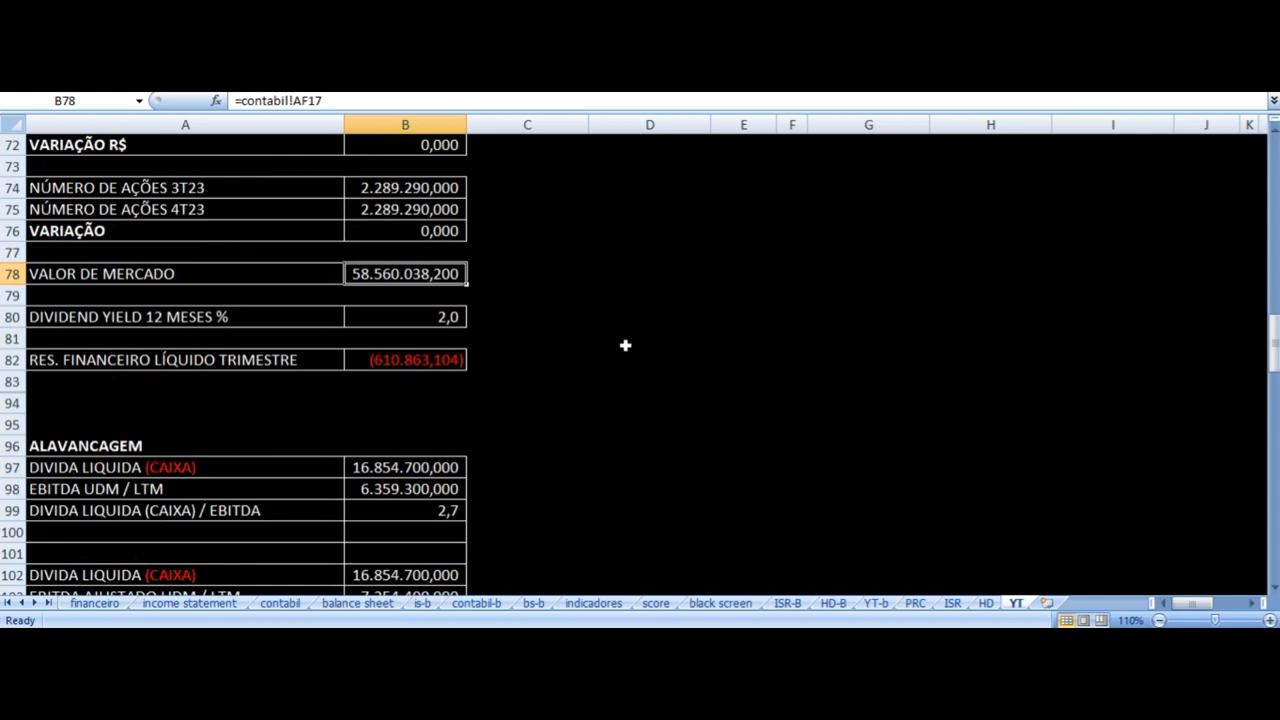 B78 fx =contabil!AF17
A B C D E F G H I J K
72 VARIAÇÃO R$ 0,000
73
74 NÚMERO DE AÇÕES 3T23 2.289.290,000
75 NÚMERO DE AÇÕES 4T23 2.289.290,000
76 VARIAÇÃO 0,000
77
78 VALOR DE MERCADO 58.560.038,200
79
80 DIVIDEND YIELD 12 MESES % 2,0
81
82 RES. FINANCEIRO LÍQUIDO TRIMESTRE (610.863,104)
83
94
95
96 ALAVANCAGEM
97 DIVIDA LIQUIDA (CAIXA) 16.854.700,000
98 EBITDA UDM / LTM 6.359.300,000
99 DIVIDA LIQUIDA (CAIXA) / EBITDA 2,7
100
101
102 DIVIDA LIQUIDA (CAIXA) 16.854.700,000
EBITDA AJUSTADO UDM / LTM
financeiro income statement contabil balance sheet is-b contabil-b bs-b indicadores score black screen ISR-B HD-B YT-b PRC ISR HD YT
Ready 110%